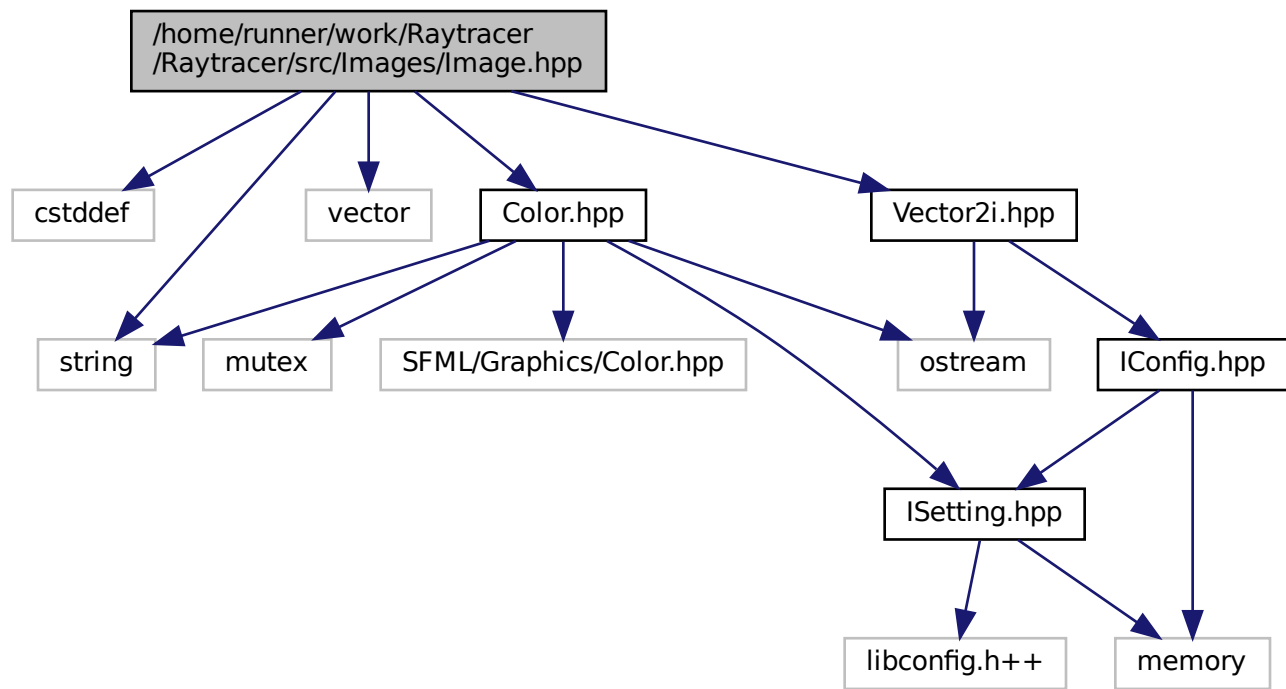 /home/runner/work/Raytracer
/Raytracer/src/Images/Image.hpp
cstddef
vector
Color.hpp
Vector2i.hpp
string
mutex
SFML/Graphics/Color.hpp
ostream
IConfig.hpp
ISetting.hpp
libconfig.h++
memory